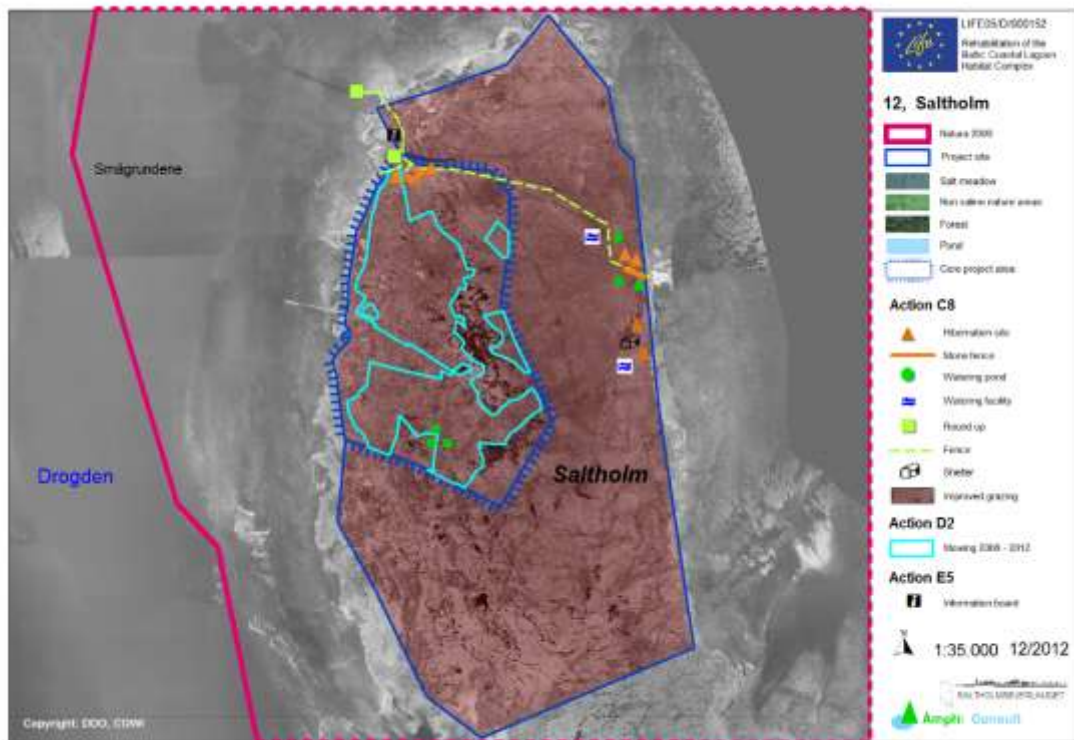 Smågrundene
Drogden
Saltholm
Copyright: DDO, COWI
LIFE05/D/000152
Rehabilitation of the
Baltic Coastal Lagoon
Habitat Complex
12, Saltholm
Natura 2000
Project site
Salt meadow
Non saline nature areas
Forest
Pond
Core project area
Action C8
Hibernation site
Stone fence
Watering pond
Watering facility
Round up
Fence
Shelter
Improved grazing
Action D2
Mowing 2008 - 2012
Action E5
Information board
N
1:35.000 12/2012
SALTHOLMSEJERLAUGET
Amphi Consult